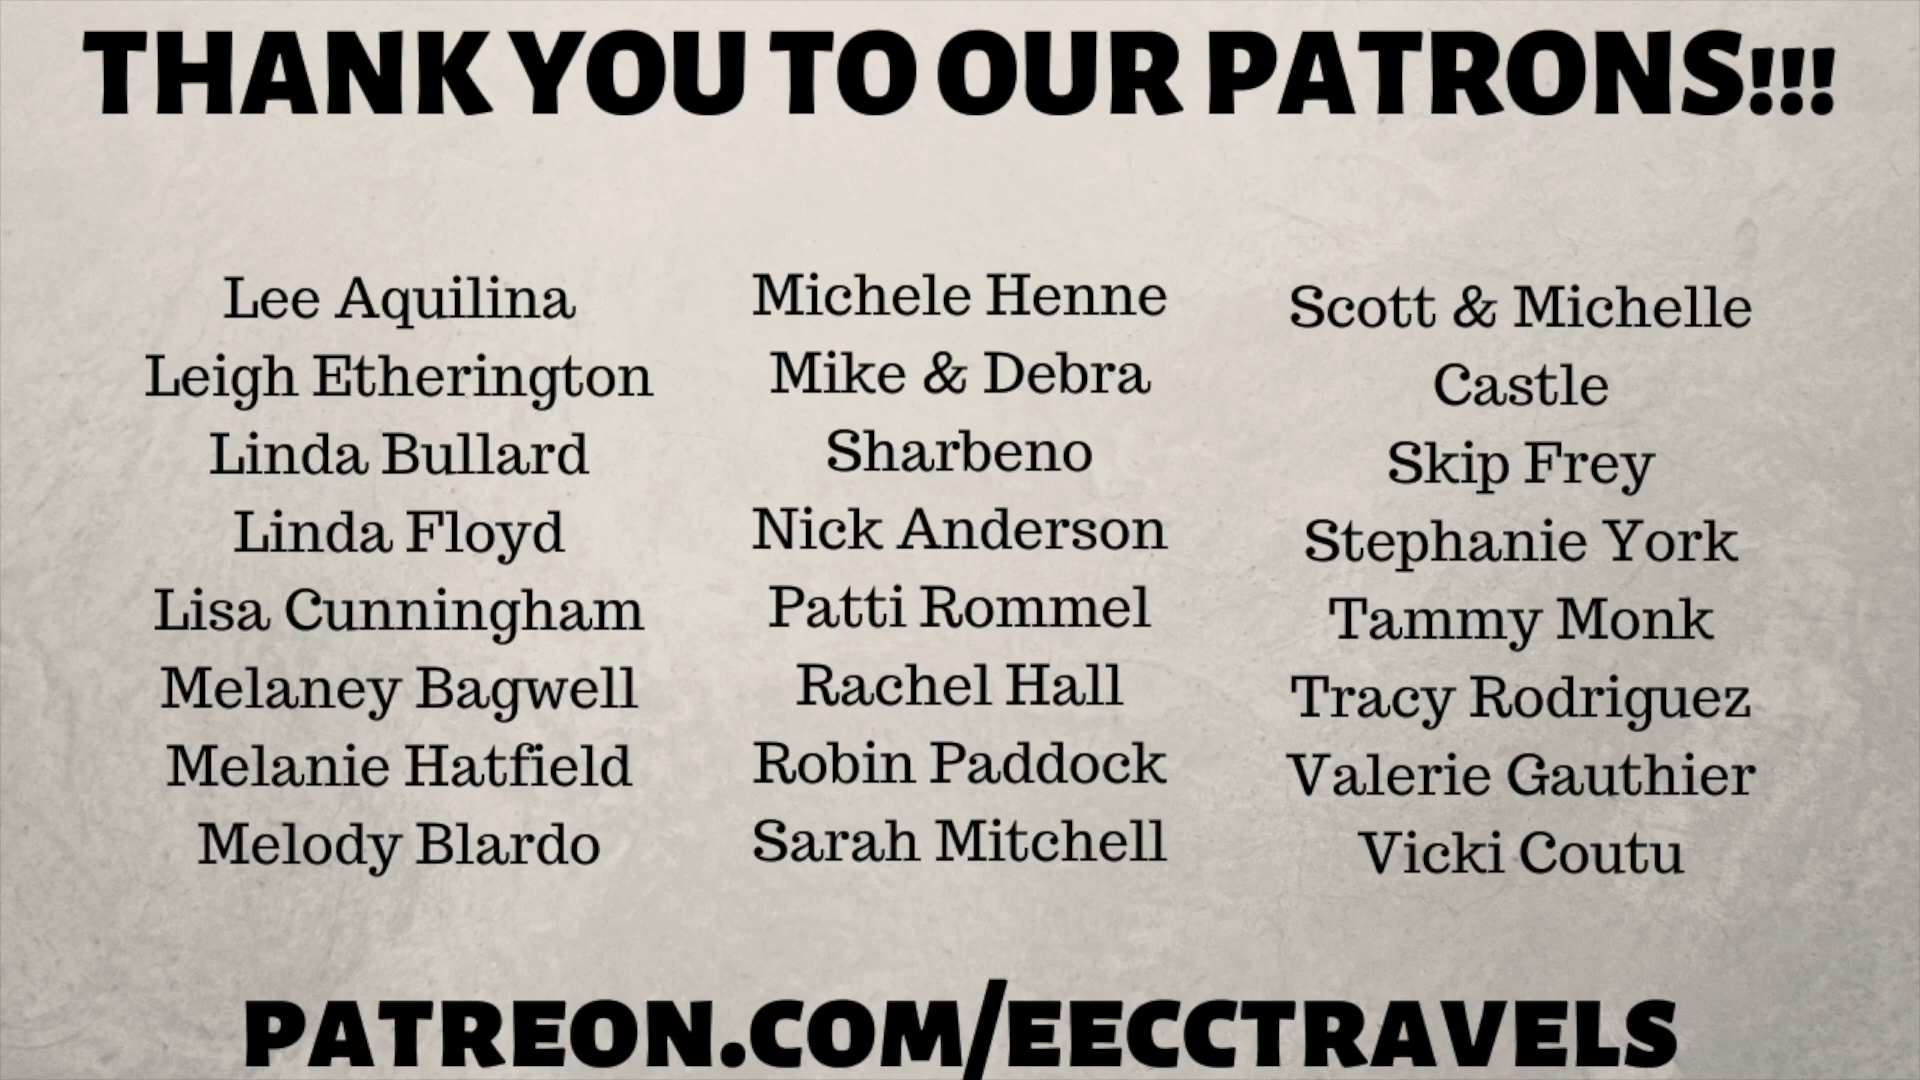 THANK YOU TO OUR PATRONS!!!
Lee Aquilina
Leigh Etherington
Linda Bullard
Linda Floyd
Lisa Cunningham
Melaney Bagwell
Melanie Hatfield
Melody Blardo
Michele Henne
Mike & Debra
Sharbeno
Nick Anderson
Patti Rommel
Rachel Hall
Robin Paddock
Sarah Mitchell
Scott & Michelle
Castle
Skip Frey
Stephanie York
Tammy Monk
Tracy Rodriguez
Valerie Gauthier
Vicki Coutu
PATREON.COM/EECCTRAVELS